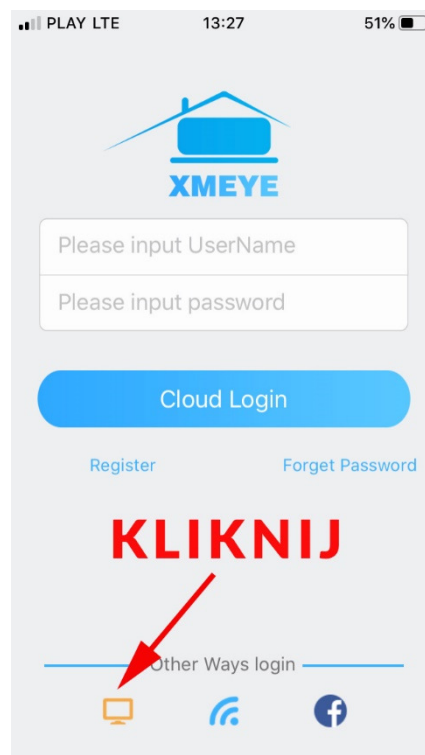 PLAY LTE 13:27 51%
XMEYE
Please input UserName
Please input password
Cloud Login
Register Forget Password
KLIKNIJ
Other Ways login